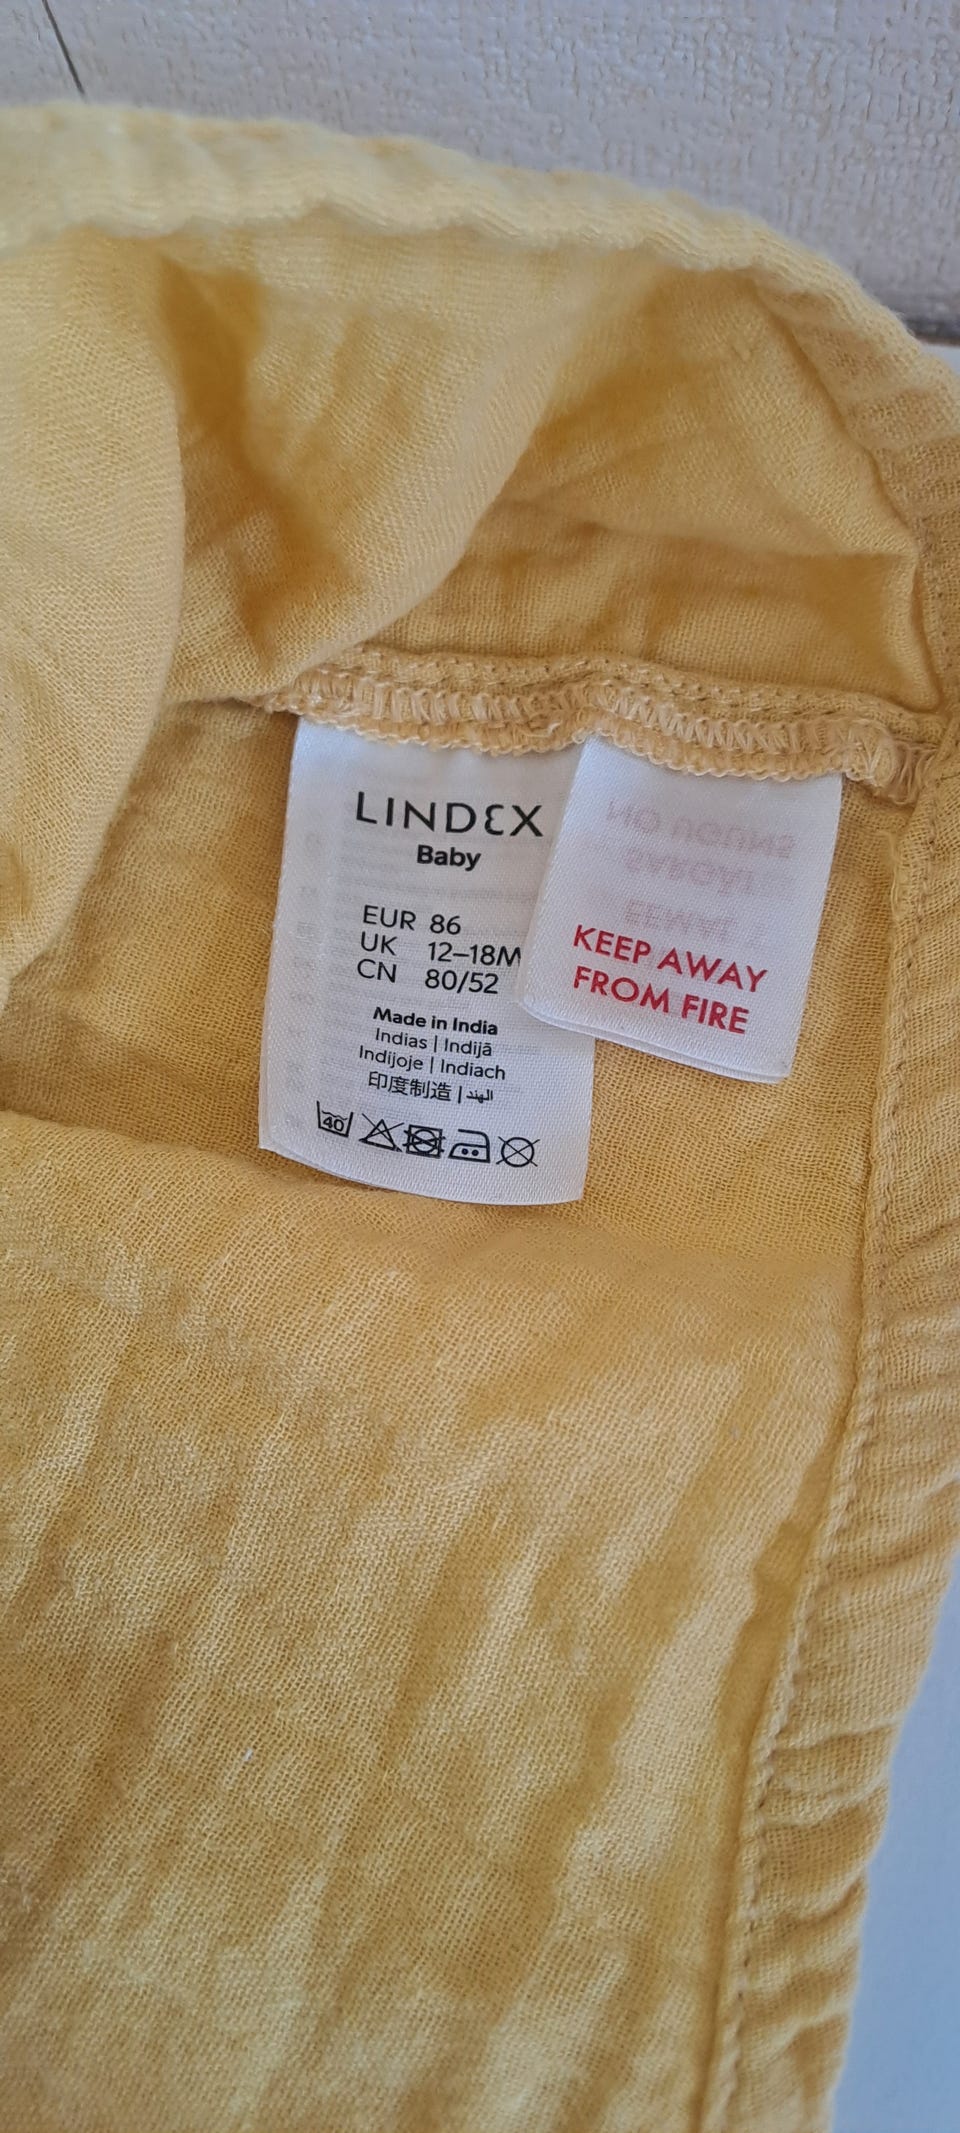 LINDEX
Baby
EUR 86
UK 12–18M
CN 80/52
Made in India
Indias | Indijā
Indijoje | Indiach
印度制造 | الهند
40
KEEP AWAY
FROM FIRE